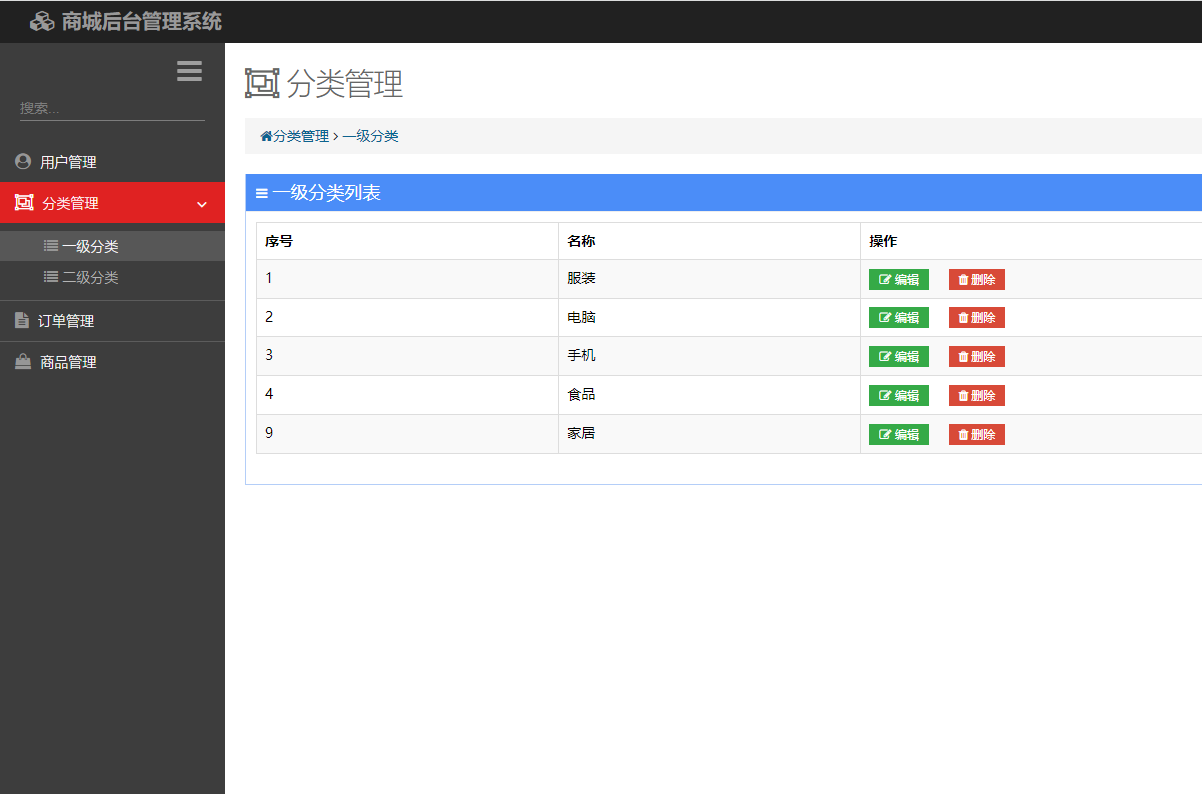 商城后台管理系统
搜索...
用户管理
分类管理
一级分类
二级分类
订单管理
商品管理
分类管理
分类管理 > 一级分类
一级分类列表
序号 名称 操作
1 服装 编辑 删除
2 电脑 编辑 删除
3 手机 编辑 删除
4 食品 编辑 删除
9 家居 编辑 删除